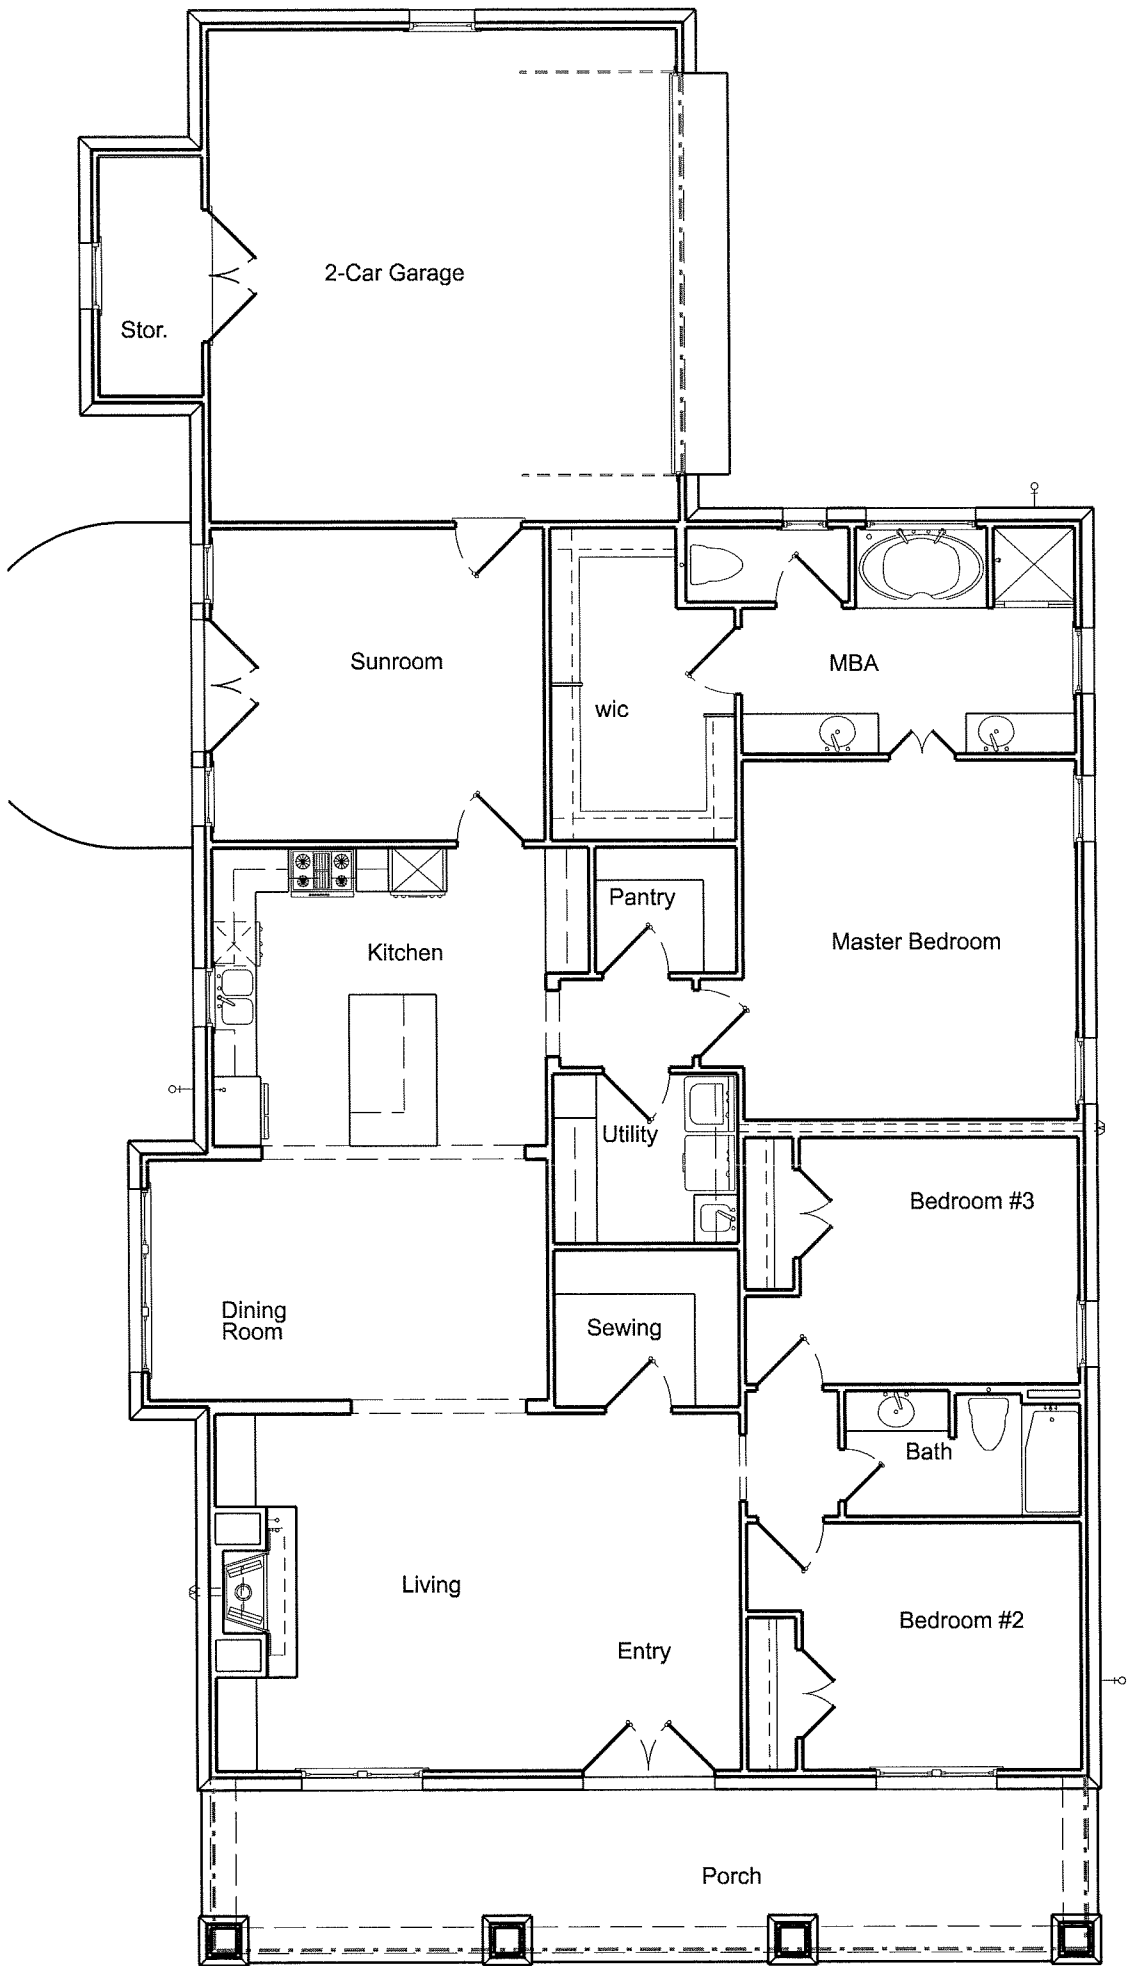 2-Car Garage
Stor.
Sunroom
MBA
wic
Pantry
Master Bedroom
Kitchen
Utility
Bedroom #3
Dining
Room
Sewing
Bath
Living
Bedroom #2
Entry
Porch